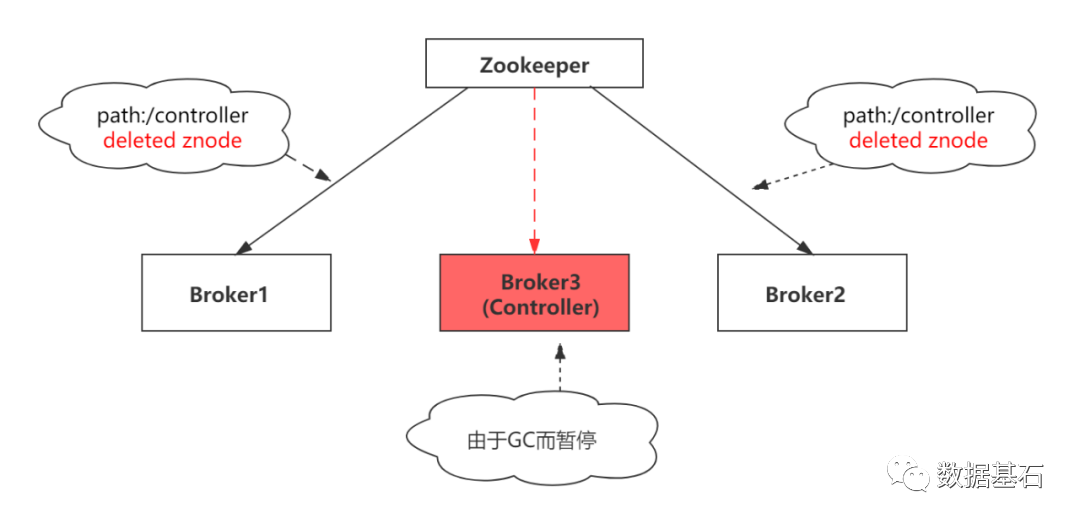 Zookeeper
path:/controller
deleted znode
path:/controller
deleted znode
Broker1
Broker3
(Controller)
Broker2
由于GC而暂停
数据基石